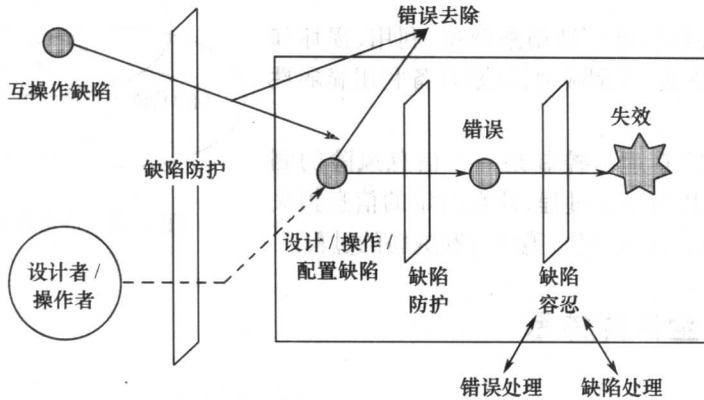 错误去除
互操作缺陷
缺陷防护
错误
失效
设计者 /
操作者
设计 / 操作 /
配置缺陷
缺陷
防护
缺陷
容忍
错误处理
缺陷处理